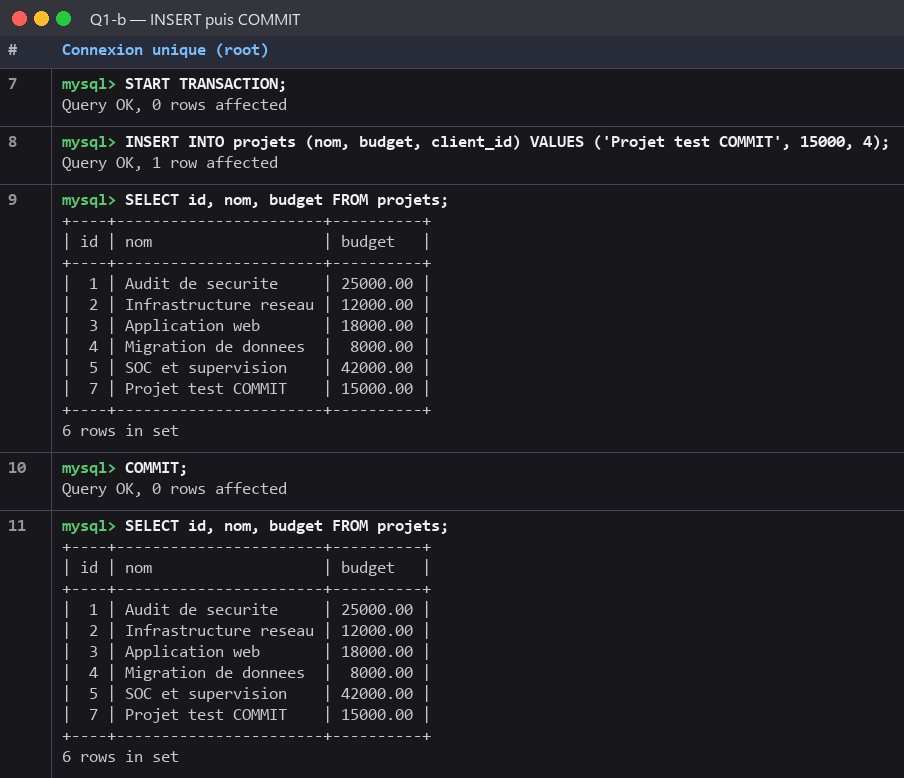 Q1-b — INSERT puis COMMIT
# Connexion unique (root)
7 mysql> START TRANSACTION;
Query OK, 0 rows affected
8 mysql> INSERT INTO projets (nom, budget, client_id) VALUES ('Projet test COMMIT', 15000, 4);
Query OK, 1 row affected
9 mysql> SELECT id, nom, budget FROM projets;
+----+-----------------------+----------+
| id | nom                   | budget   |
+----+-----------------------+----------+
|  1 | Audit de securite     | 25000.00 |
|  2 | Infrastructure reseau | 12000.00 |
|  3 | Application web       | 18000.00 |
|  4 | Migration de donnees  |  8000.00 |
|  5 | SOC et supervision    | 42000.00 |
|  7 | Projet test COMMIT    | 15000.00 |
+----+-----------------------+----------+
6 rows in set
10 mysql> COMMIT;
Query OK, 0 rows affected
11 mysql> SELECT id, nom, budget FROM projets;
+----+-----------------------+----------+
| id | nom                   | budget   |
+----+-----------------------+----------+
|  1 | Audit de securite     | 25000.00 |
|  2 | Infrastructure reseau | 12000.00 |
|  3 | Application web       | 18000.00 |
|  4 | Migration de donnees  |  8000.00 |
|  5 | SOC et supervision    | 42000.00 |
|  7 | Projet test COMMIT    | 15000.00 |
+----+-----------------------+----------+
6 rows in set